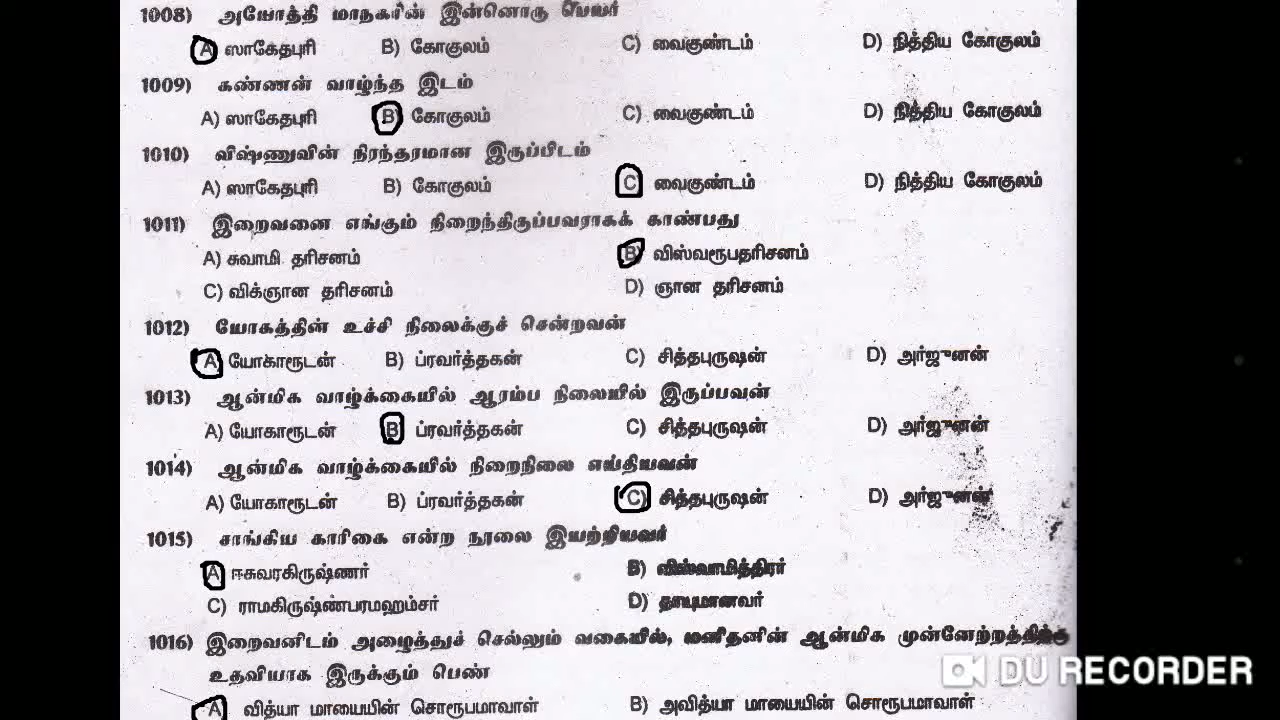 1008) அயோத்தி மாநகரின் இன்னொரு பெயர்
A) ஸாகேதபுரி B) கோகுலம் C) வைகுண்டம் D) நித்திய கோகுலம்
1009) கண்ணன் வாழ்ந்த இடம்
A) ஸாகேதபுரி B) கோகுலம் C) வைகுண்டம் D) நித்திய கோகுலம்
1010) விஷ்ணுவின் நிரந்தரமான இருப்பிடம்
A) ஸாகேதபுரி B) கோகுலம் C) வைகுண்டம் D) நித்திய கோகுலம்
1011) இறைவனை எங்கும் நிறைந்திருப்பவராகக் காண்பது
A) சுவாமி தரிசனம் B) விஸ்வரூபதரிசனம்
C) விக்ஞான தரிசனம் D) ஞான தரிசனம்
1012) யோகத்தின் உச்சி நிலைக்குச் சென்றவன்
A) யோகாரூடன் B) ப்ரவர்த்தகன் C) சித்தபுருஷன் D) அர்ஜுனன்
1013) ஆன்மிக வாழ்க்கையில் ஆரம்ப நிலையில் இருப்பவன்
A) யோகாரூடன் B) ப்ரவர்த்தகன் C) சித்தபுருஷன் D) அர்ஜுனன்
1014) ஆன்மிக வாழ்க்கையில் நிறைநிலை எய்தியவன்
A) யோகாரூடன் B) ப்ரவர்த்தகன் C) சித்தபுருஷன் D) அர்ஜுனன்
1015) சாங்கிய காரிகை என்ற நூலை இயற்றியவர்
A) ஈசுவரகிருஷ்ணர் B) விஸ்வாமித்திரர்
C) ராமகிருஷ்ணபரமஹம்சர் D) தாயுமானவர்
1016) இறைவனிடம் அழைத்துச் செல்லும் வகையில், மனிதனின் ஆன்மிக முன்னேற்றத்திற்கு
உதவியாக இருக்கும் பெண்
A) வித்யா மாயையின் சொரூபமாவாள் B) அவித்யா மாயையின் சொரூபமாவாள்
DU RECORDER